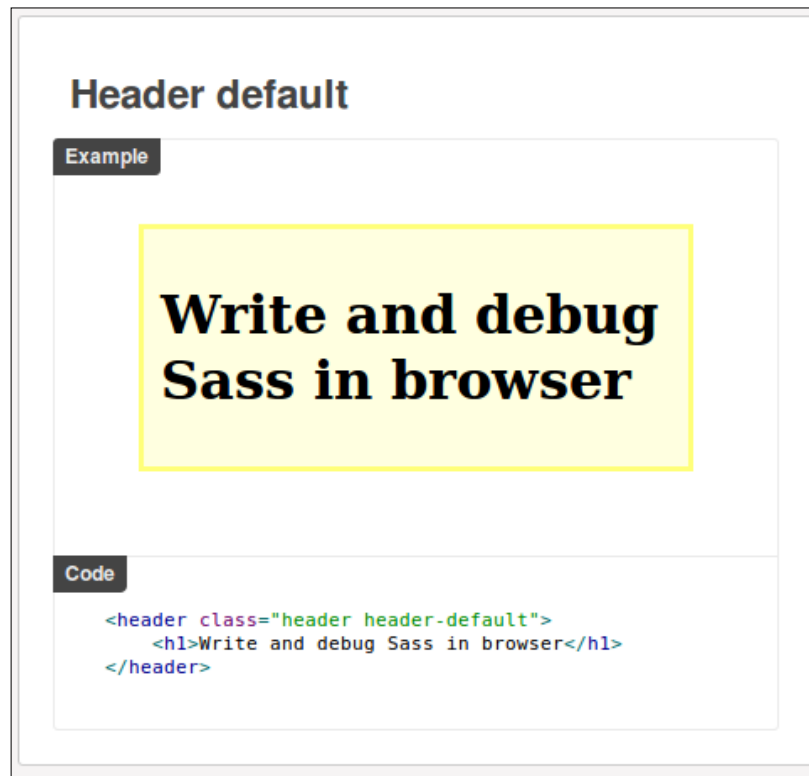 Header default
Example
Write and debug
Sass in browser
Code
<header class="header header-default">
    <h1>Write and debug Sass in browser</h1>
</header>